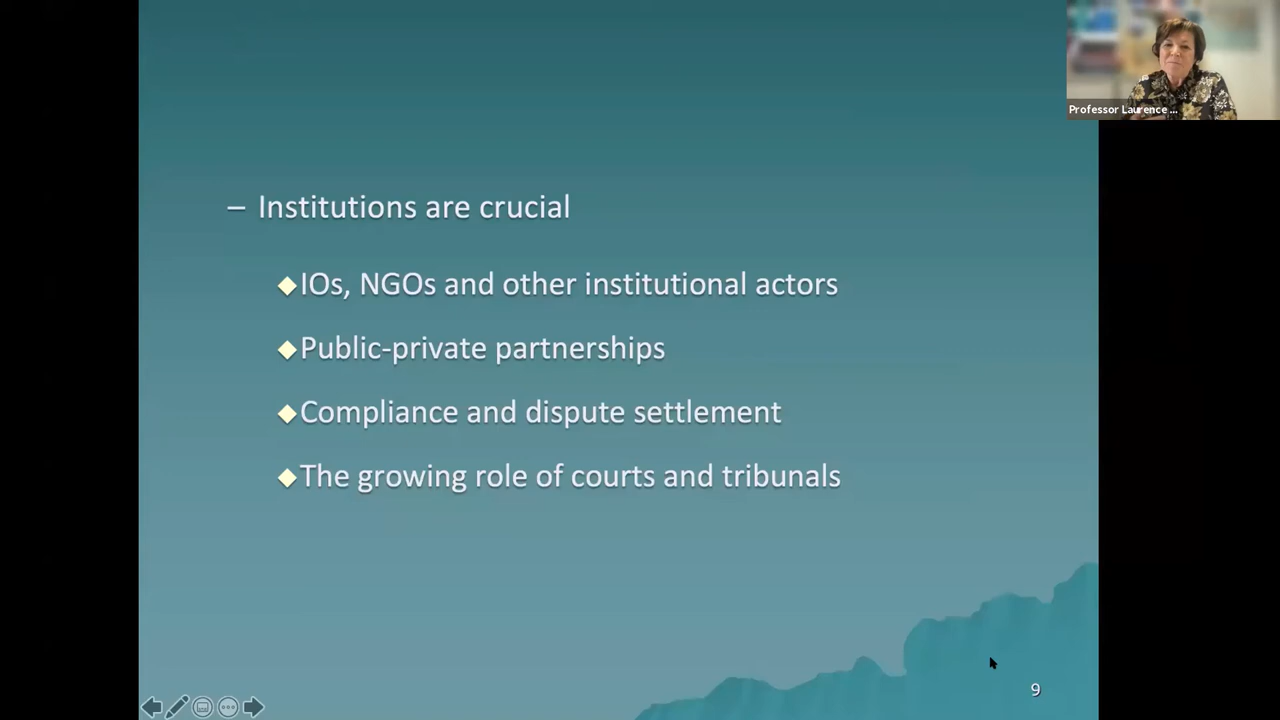 Professor Laurence ...
– Institutions are crucial
◆IOs, NGOs and other institutional actors
◆Public-private partnerships
◆Compliance and dispute settlement
◆The growing role of courts and tribunals
9